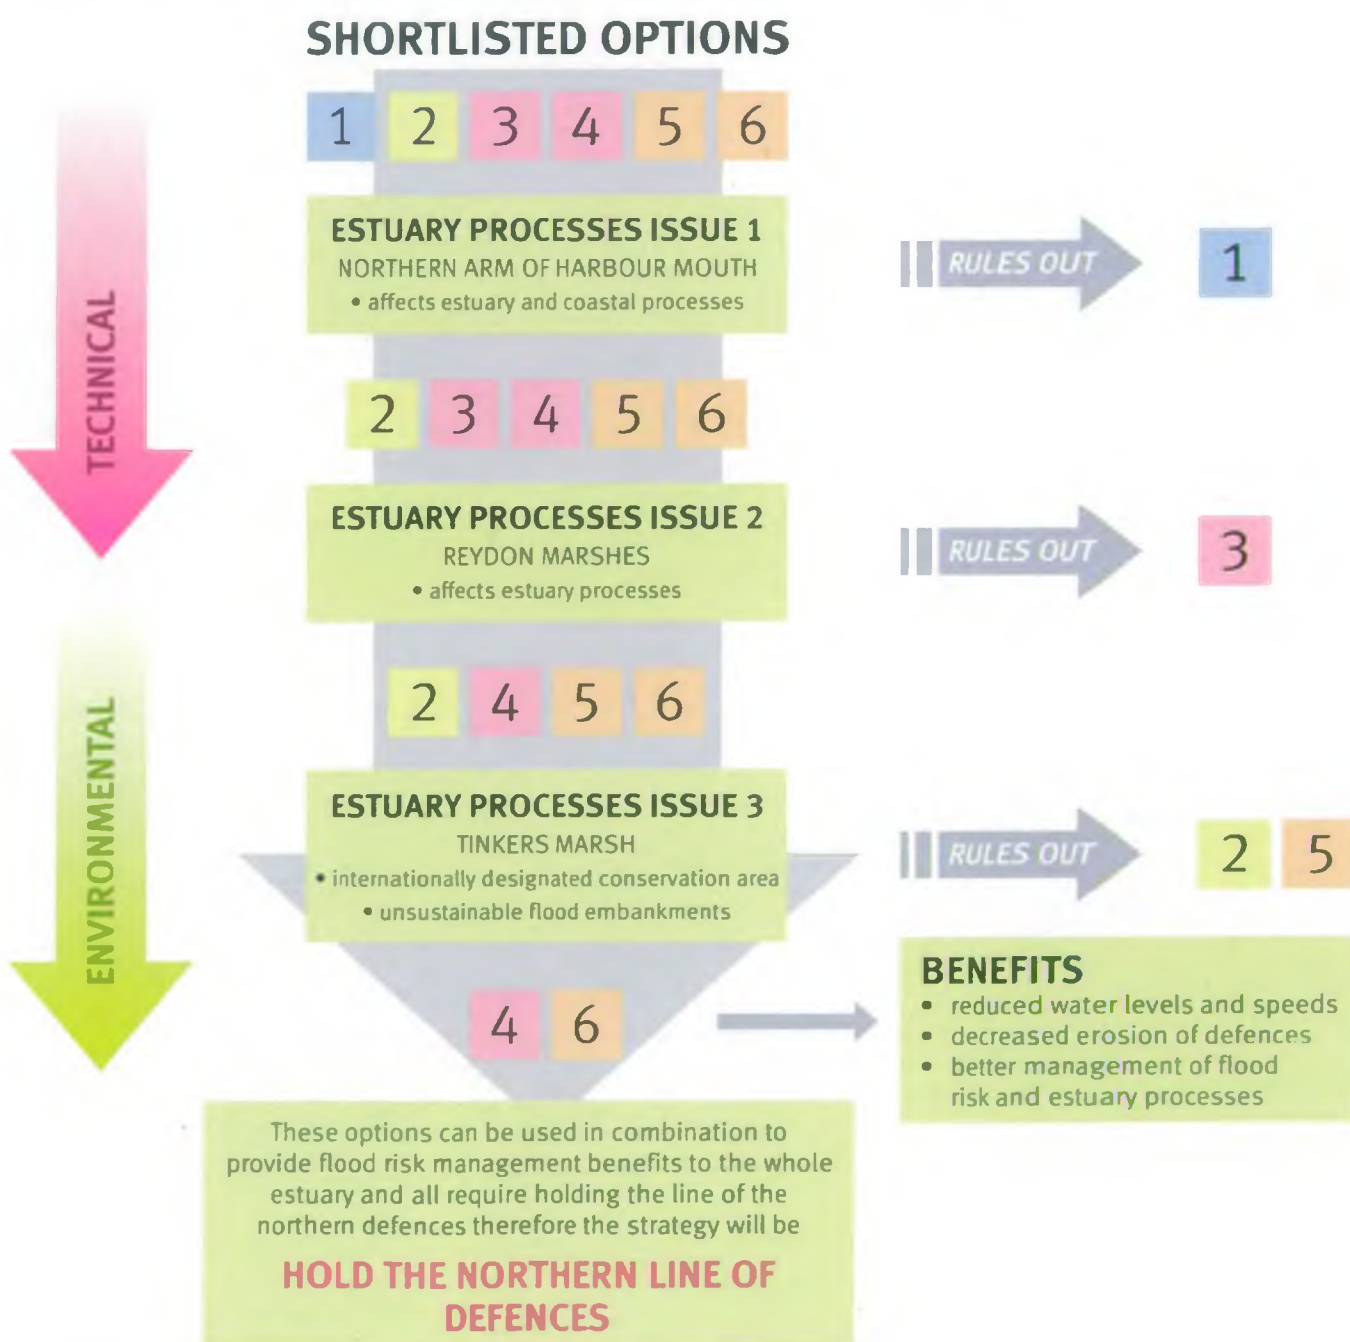 SHORTLISTED OPTIONS
1 2 3 4 5 6
TECHNICAL
ESTUARY PROCESSES ISSUE 1
NORTHERN ARM OF HARBOUR MOUTH
• affects estuary and coastal processes
RULES OUT
1
2 3 4 5 6
ESTUARY PROCESSES ISSUE 2
REYDON MARSHES
• affects estuary processes
RULES OUT
3
ENVIRONMENTAL
2 4 5 6
ESTUARY PROCESSES ISSUE 3
TINKERS MARSH
• internationally designated conservation area
• unsustainable flood embankments
RULES OUT
2 5
4 6
BENEFITS
• reduced water levels and speeds
• decreased erosion of defences
• better management of flood
risk and estuary processes
These options can be used in combination to
provide flood risk management benefits to the whole
estuary and all require holding the line of the
northern defences therefore the strategy will be
HOLD THE NORTHERN LINE OF
DEFENCES